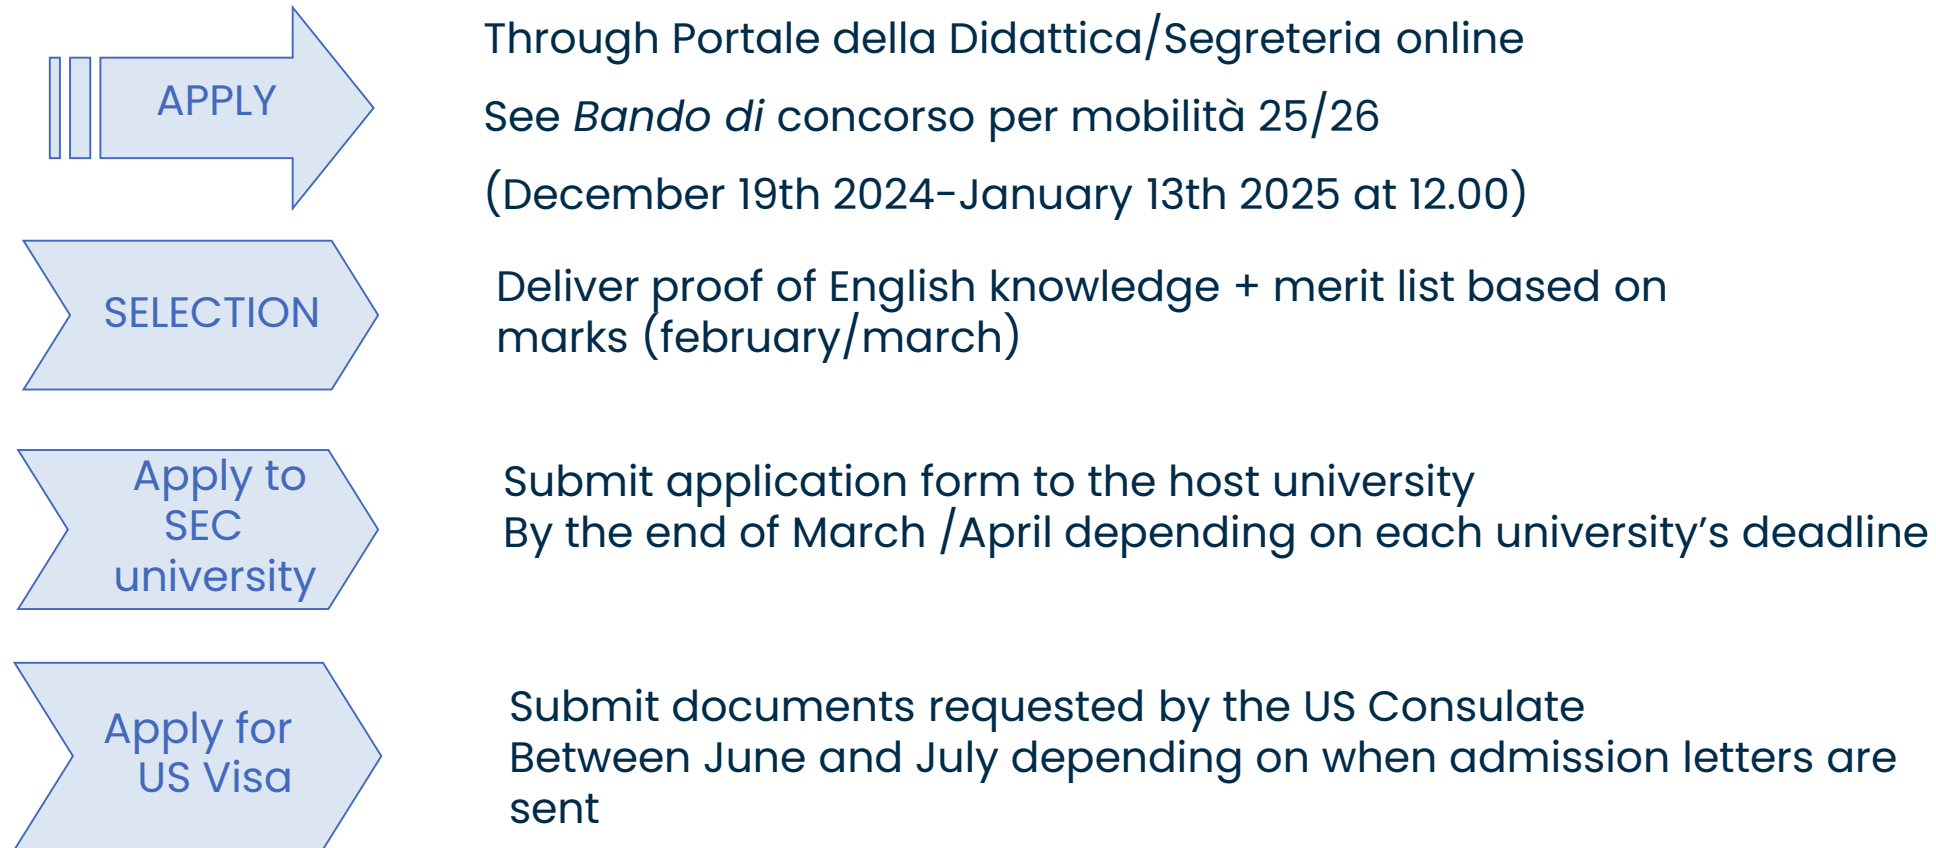 APPLY
Through Portale della Didattica/Segreteria online
See Bando di concorso per mobilità 25/26
(December 19th 2024-January 13th 2025 at 12.00)
SELECTION
Deliver proof of English knowledge + merit list based on
marks (february/march)
Apply to
SEC
university
Submit application form to the host university
By the end of March /April depending on each university’s deadline
Apply for
US Visa
Submit documents requested by the US Consulate
Between June and July depending on when admission letters are
sent